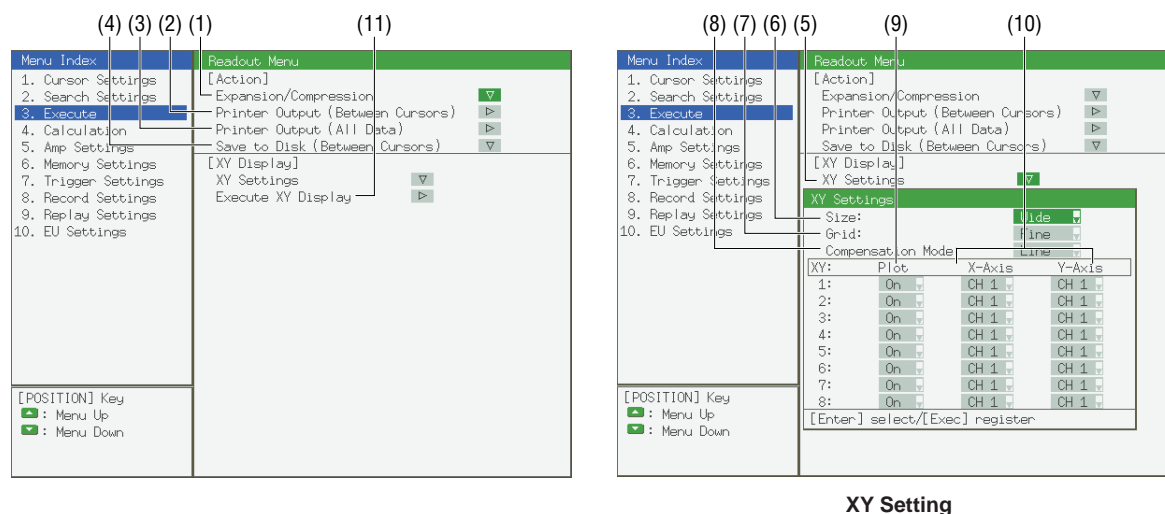 (4) (3) (2) (1) (11)
Menu Index
1. Cursor Settings
2. Search Settings
3. Execute
4. Calculation
5. Amp Settings
6. Memory Settings
7. Trigger Settings
8. Record Settings
9. Replay Settings
10. EU Settings
[POSITION] Key
: Menu Up
: Menu Down
Readout Menu
[Action]
Expansion/Compression
Printer Output (Between Cursors)
Printer Output (All Data)
Save to Disk (Between Cursors)
[XY Display]
XY Settings
Execute XY Display
(8) (7) (6) (5) (9) (10)
Menu Index
1. Cursor Settings
2. Search Settings
3. Execute
4. Calculation
5. Amp Settings
6. Memory Settings
7. Trigger Settings
8. Record Settings
9. Replay Settings
10. EU Settings
[POSITION] Key
: Menu Up
: Menu Down
Readout Menu
[Action]
Expansion/Compression
Printer Output (Between Cursors)
Printer Output (All Data)
Save to Disk (Between Cursors)
[XY Display]
XY Settings
XY Settings
Size: Wide
Grid: Fine
Compensation Mode Line
XY: Plot X-Axis Y-Axis
1: On CH 1 CH 1
2: On CH 1 CH 1
3: On CH 1 CH 1
4: On CH 1 CH 1
5: On CH 1 CH 1
6: On CH 1 CH 1
7: On CH 1 CH 1
8: On CH 1 CH 1
[Enter] select/[Exec] register
XY Setting